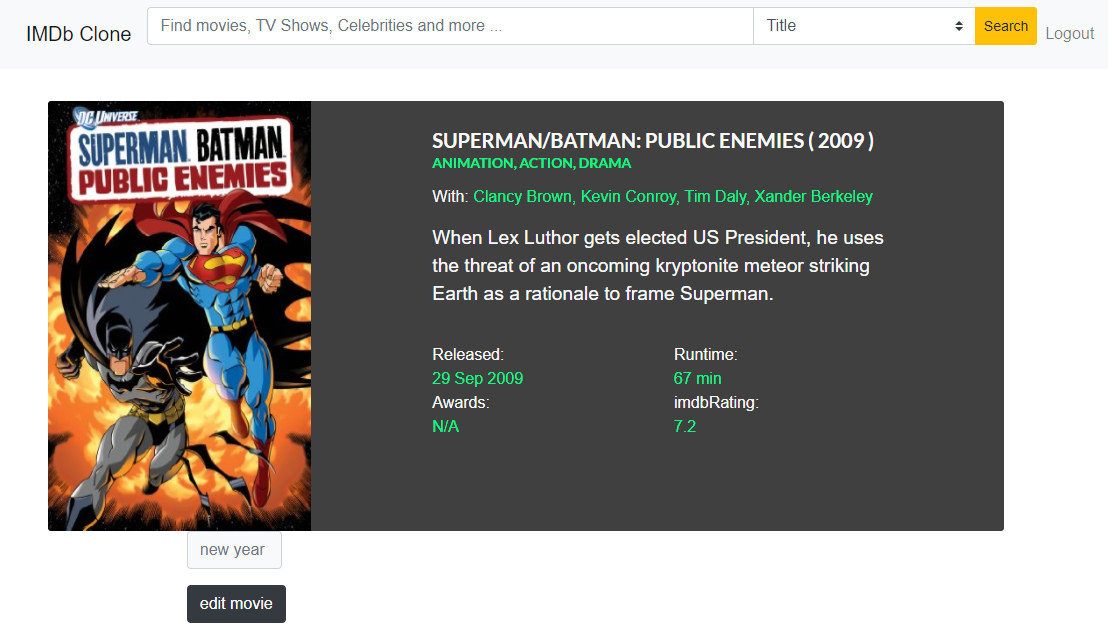 IMDb Clone
Find movies, TV Shows, Celebrities and more ...
Title
Search
Logout
DC UNIVERSE
SUPERMAN BATMAN
PUBLIC ENEMIES
SUPERMAN/BATMAN: PUBLIC ENEMIES ( 2009 )
ANIMATION, ACTION, DRAMA
With: Clancy Brown, Kevin Conroy, Tim Daly, Xander Berkeley
When Lex Luthor gets elected US President, he uses
the threat of an oncoming kryptonite meteor striking
Earth as a rationale to frame Superman.
Released:
29 Sep 2009
Awards:
N/A
Runtime:
67 min
imdbRating:
7.2
new year
edit movie